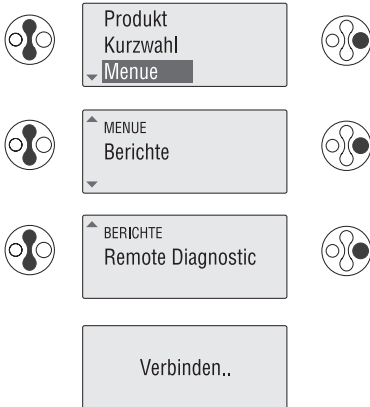 Produkt
Kurzwahl
Menue
MENUE
Berichte
BERICHTE
Remote Diagnostic
Verbinden..